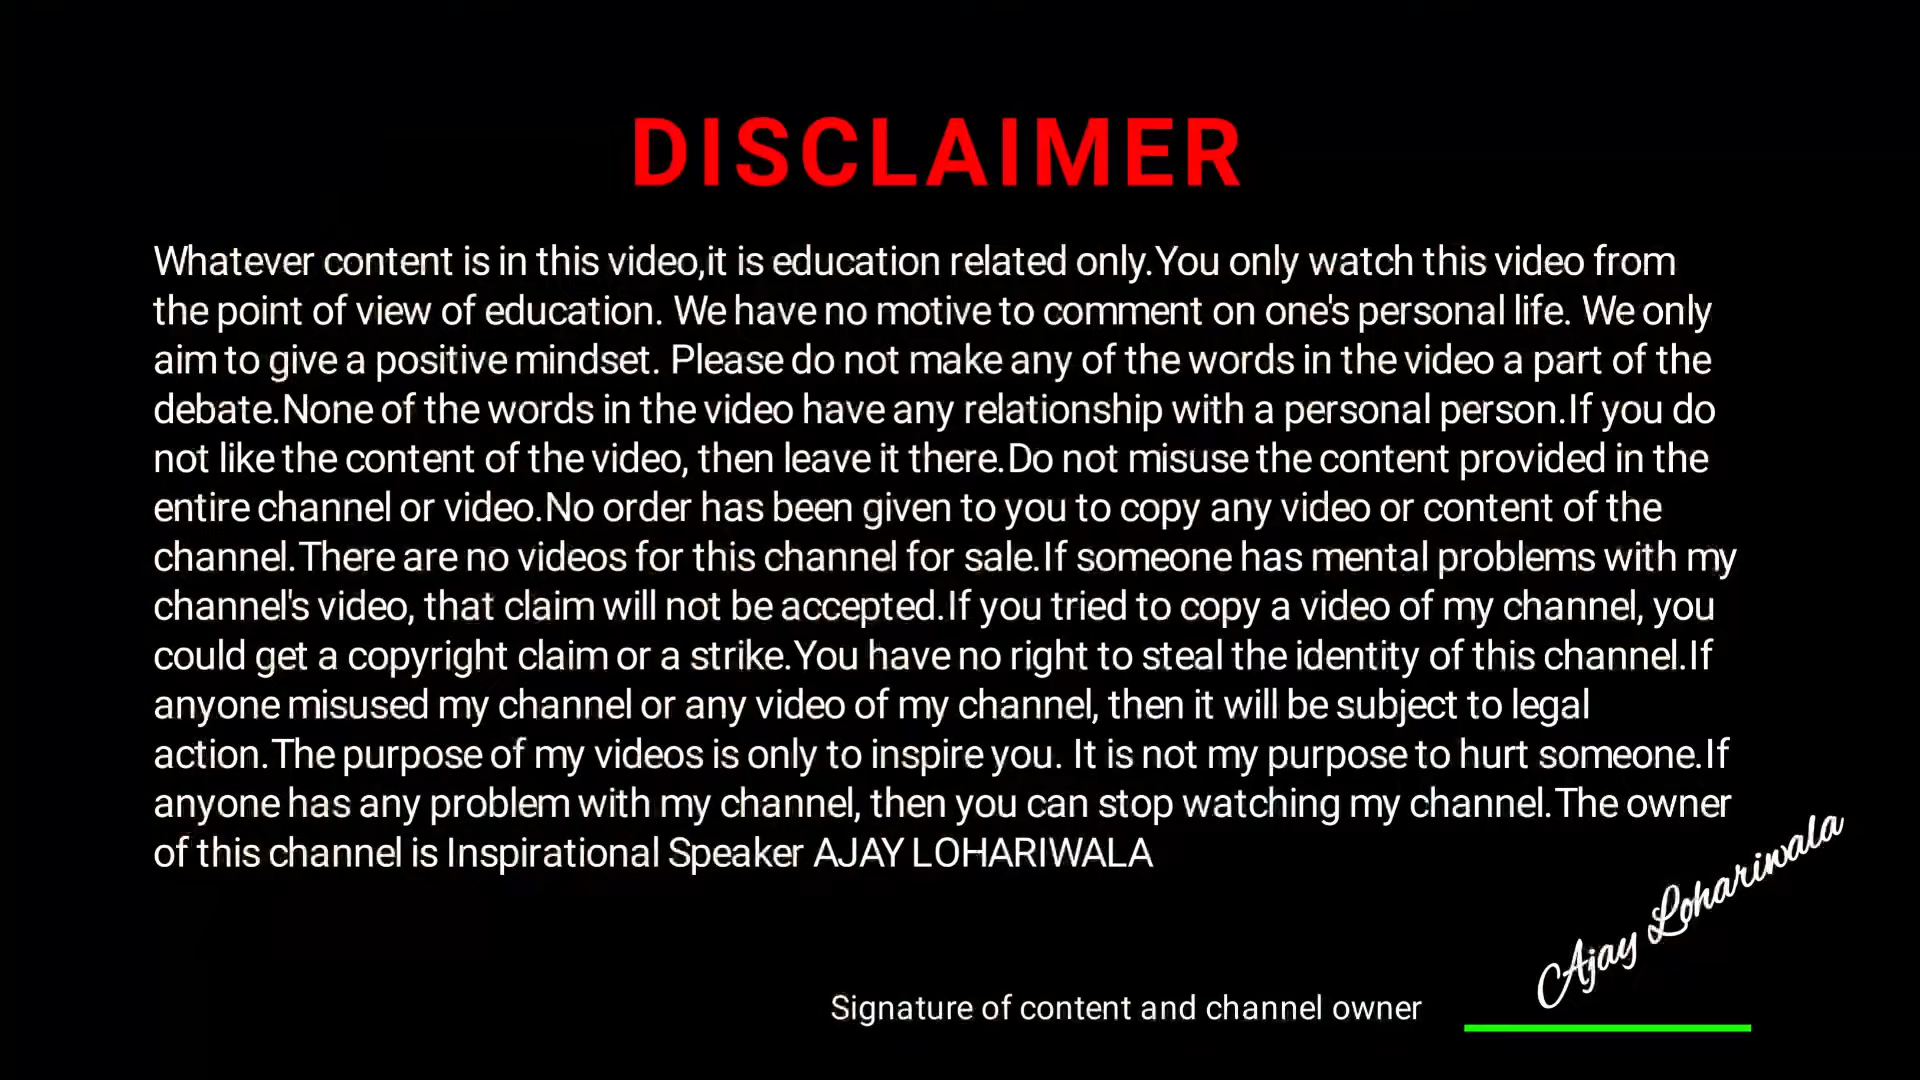 DISCLAIMER
Whatever content is in this video,it is education related only.You only watch this video from
the point of view of education. We have no motive to comment on one's personal life. We only
aim to give a positive mindset. Please do not make any of the words in the video a part of the
debate.None of the words in the video have any relationship with a personal person.If you do
not like the content of the video, then leave it there.Do not misuse the content provided in the
entire channel or video.No order has been given to you to copy any video or content of the
channel.There are no videos for this channel for sale.If someone has mental problems with my
channel's video, that claim will not be accepted.If you tried to copy a video of my channel, you
could get a copyright claim or a strike.You have no right to steal the identity of this channel.If
anyone misused my channel or any video of my channel, then it will be subject to legal
action.The purpose of my videos is only to inspire you. It is not my purpose to hurt someone.If
anyone has any problem with my channel, then you can stop watching my channel.The owner
of this channel is Inspirational Speaker AJAY LOHARIWALA
Ajay Lohariwala
Signature of content and channel owner